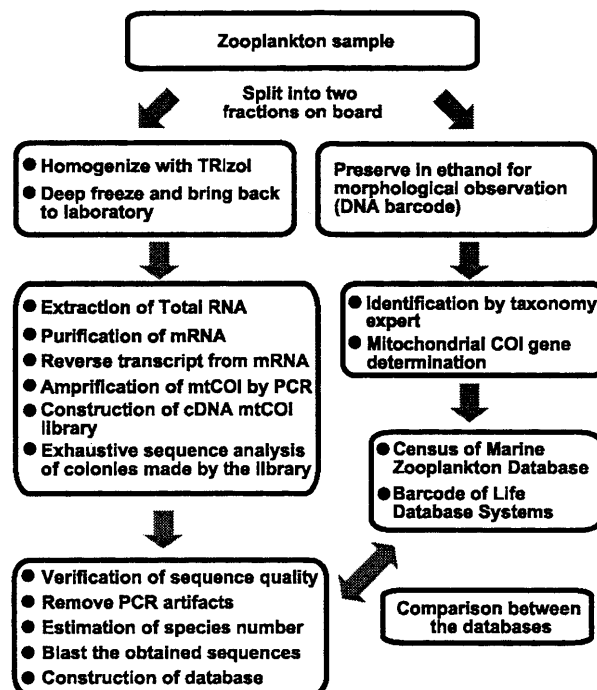 Zooplankton sample
Split into two
fractions on board
● Homogenize with TRIzol
● Deep freeze and bring back
to laboratory
Preserve in ethanol for
morphological observation
(DNA barcode)
● Extraction of Total RNA
● Purification of mRNA
● Reverse transcript from mRNA
● Amprification of mtCOI by PCR
● Construction of cDNA mtCOI
library
● Exhaustive sequence analysis
of colonies made by the library
● Identification by taxonomy
expert
● Mitochondrial COI gene
determination
● Census of Marine
Zooplankton Database
● Barcode of Life
Database Systems
● Verification of sequence quality
● Remove PCR artifacts
● Estimation of species number
● Blast the obtained sequences
● Construction of database
Comparison between
the databases